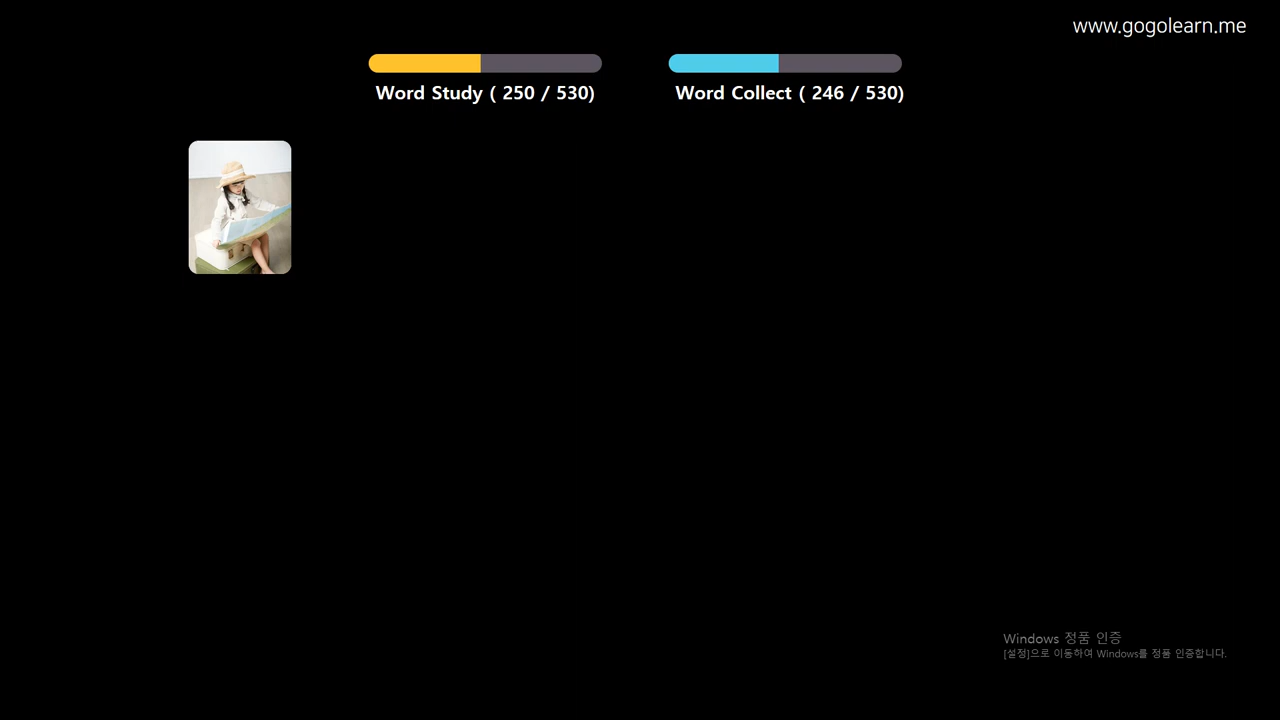 www.gogolearn.me
Word Study ( 250 / 530)
Word Collect ( 246 / 530)
Windows 정품 인증
[설정]으로 이동하여 Windows를 정품 인증합니다.